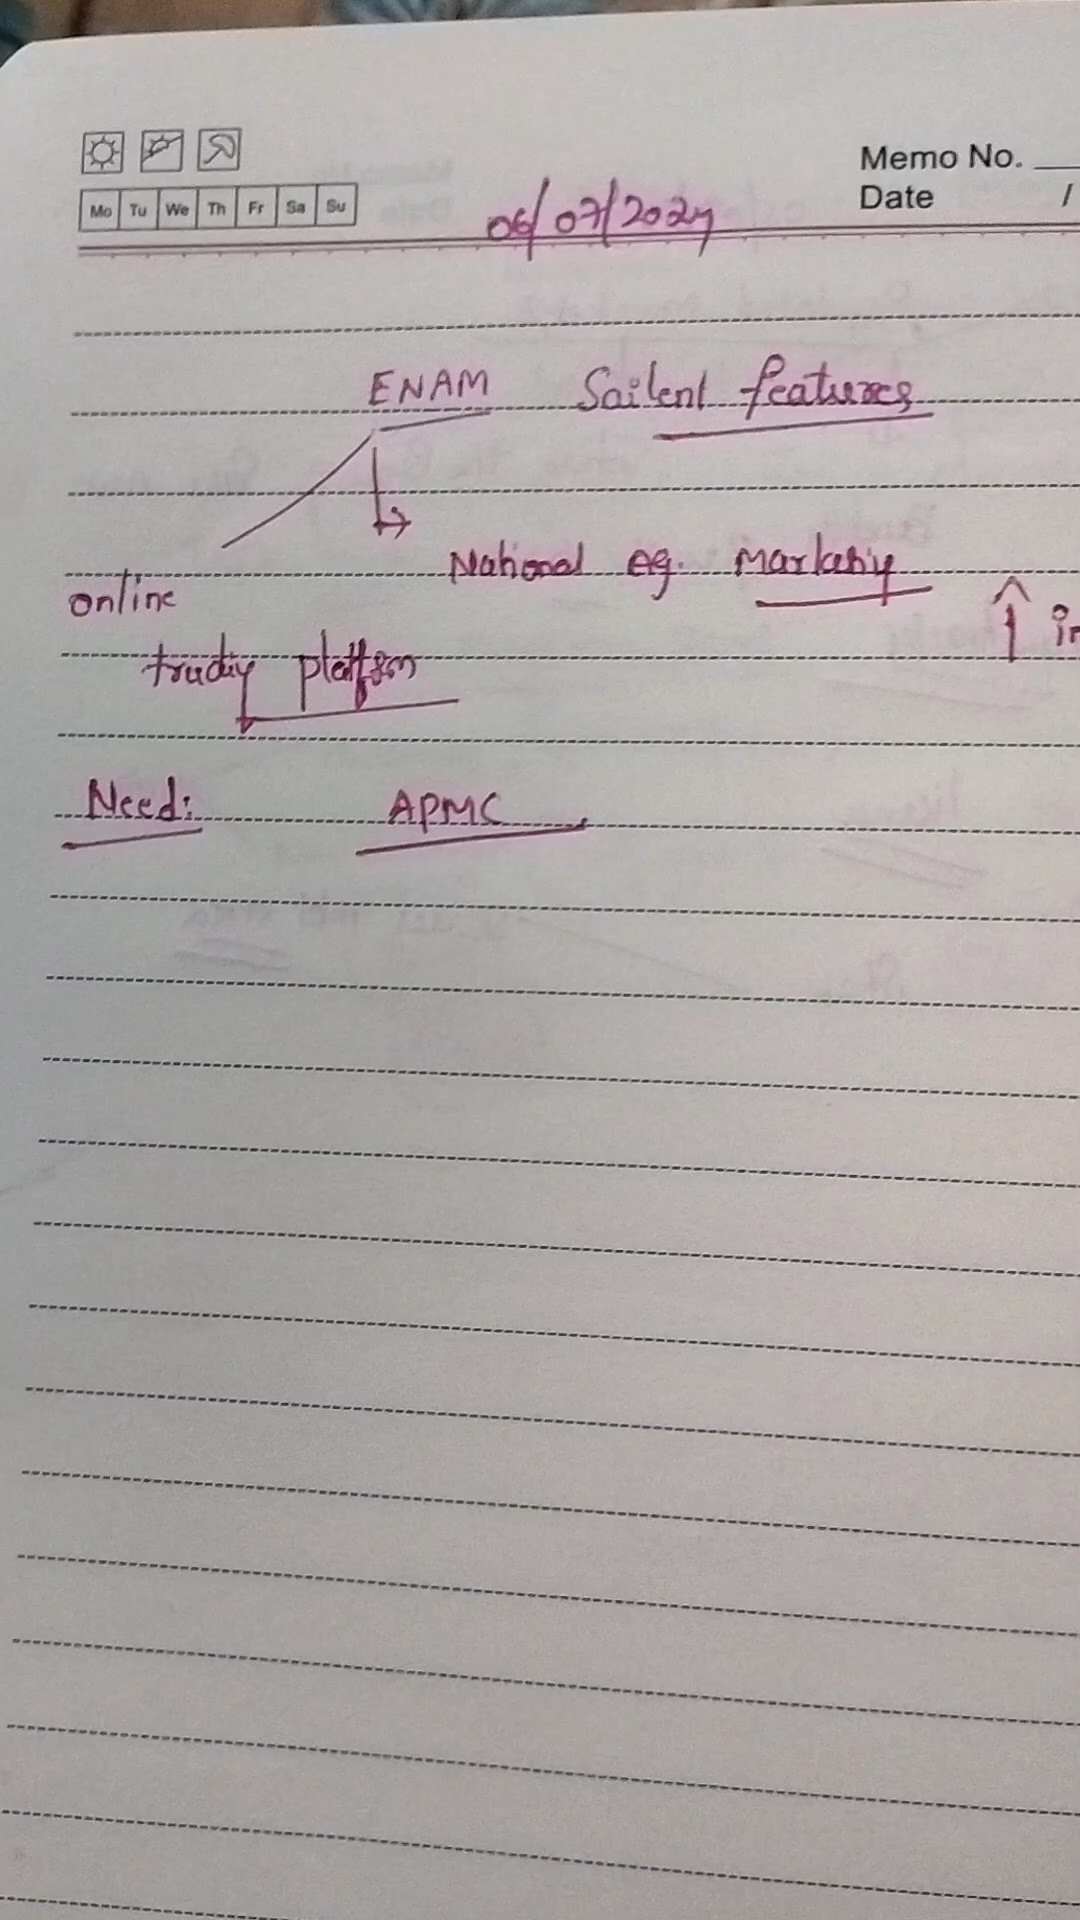 Memo No.
Mo Tu We Th Fr Sa Su
Date /
06/07/2024
ENAM Sailent features
National ag. Marketing
online
trading platform
Need: APMC